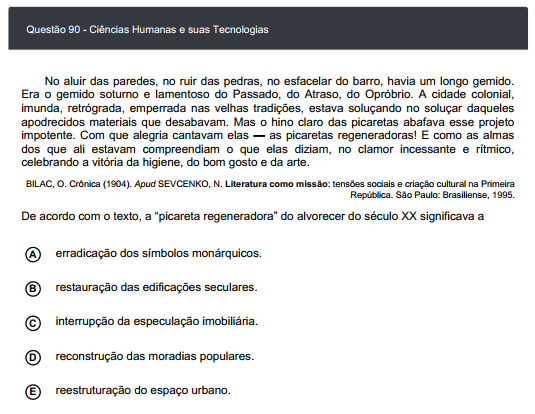 Questão 90 - Ciências Humanas e suas Tecnologias
No aluir das paredes, no ruir das pedras, no esfacelar do barro, havia um longo gemido.
Era o gemido soturno e lamentoso do Passado, do Atraso, do Opróbrio. A cidade colonial,
imunda, retrógrada, emperrada nas velhas tradições, estava soluçando no soluçar daqueles
apodrecidos materiais que desabavam. Mas o hino claro das picaretas abafava esse projeto
impotente. Com que alegria cantavam elas — as picaretas regeneradoras! E como as almas
dos que ali estavam compreendiam o que elas diziam, no clamor incessante e rítmico,
celebrando a vitória da higiene, do bom gosto e da arte.
BILAC, O. Crônica (1904). Apud SEVCENKO, N. Literatura como missão: tensões sociais e criação cultural na Primeira
República. São Paulo: Brasiliense, 1995.
De acordo com o texto, a “picareta regeneradora” do alvorecer do século XX significava a
A erradicação dos símbolos monárquicos.
B restauração das edificações seculares.
C interrupção da especulação imobiliária.
D reconstrução das moradias populares.
E reestruturação do espaço urbano.